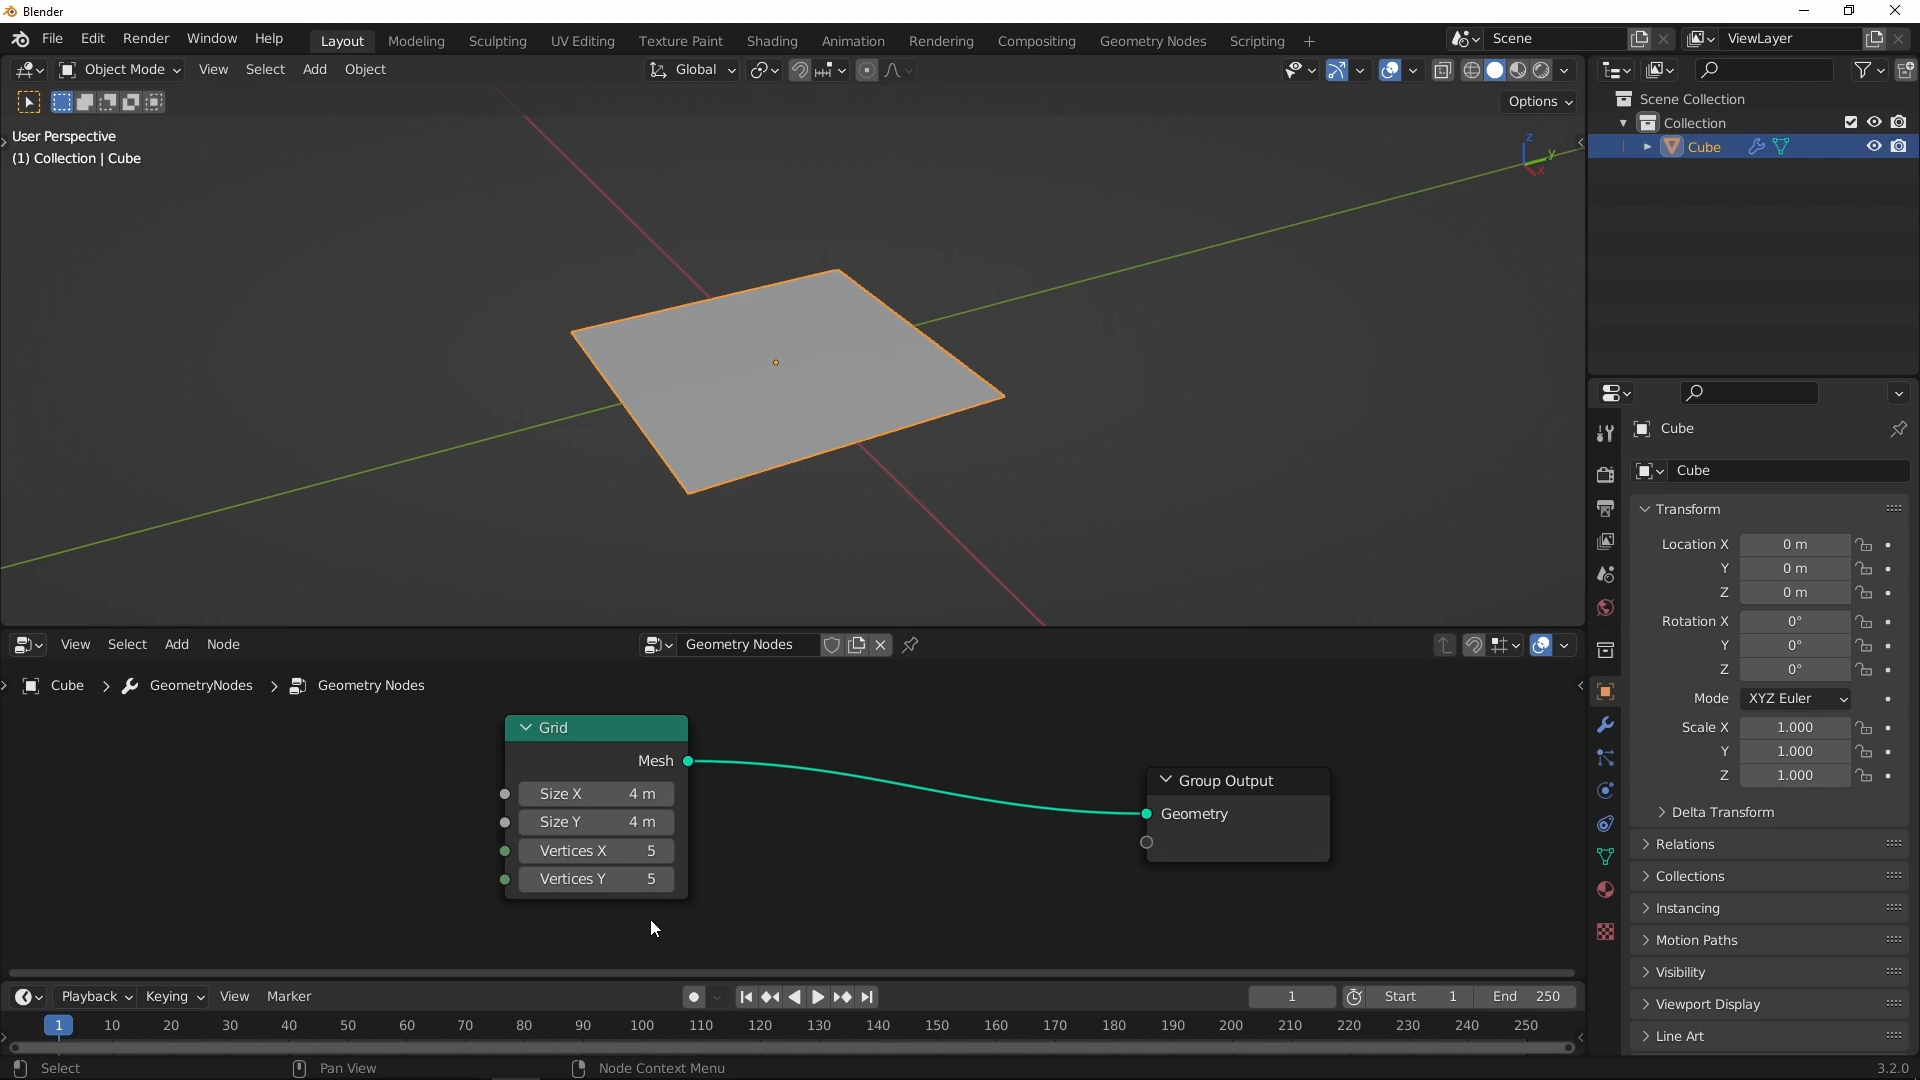 Blender
File Edit Render Window Help Layout Modeling Sculpting UV Editing Texture Paint Shading Animation Rendering Compositing Geometry Nodes Scripting + Scene ViewLayer
Object Mode View Select Add Object Global
Options
User Perspective
(1) Collection | Cube
Z
Y
X
Scene Collection
Collection
Cube
Cube
Cube
Transform
Location X 0 m
Y 0 m
Z 0 m
Rotation X 0°
Y 0°
Z 0°
Mode XYZ Euler
Scale X 1.000
Y 1.000
Z 1.000
Delta Transform
Relations
Collections
Instancing
Motion Paths
Visibility
Viewport Display
Line Art
View Select Add Node Geometry Nodes
Cube > GeometryNodes > Geometry Nodes
Grid
Mesh
Size X 4 m
Size Y 4 m
Vertices X 5
Vertices Y 5
Group Output
Geometry
Playback Keying View Marker 1 Start 1 End 250
1 10 20 30 40 50 60 70 80 90 100 110 120 130 140 150 160 170 180 190 200 210 220 230 240 250
Select Pan View Node Context Menu 3.2.0